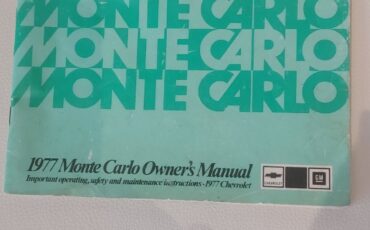 MONTE CARLO
MONTE CARLO
MONTE CARLO
1977 Monte Carlo Owner's Manual
Important operating, safety and maintenance instructions-1977 Chevrolet
CHEVROLET
GM